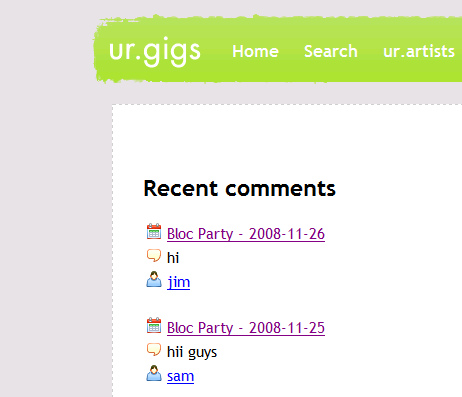 ur.gigs Home Search ur.artists
Recent comments
Bloc Party - 2008-11-26
hi
jim
Bloc Party - 2008-11-25
hii guys
sam